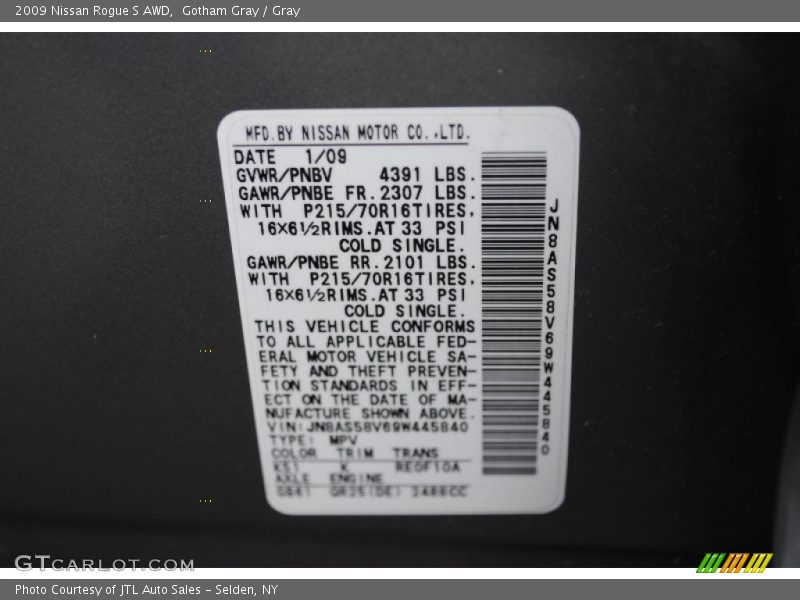 2009 Nissan Rogue S AWD,  Gotham Gray / Gray
MFD.BY NISSAN MOTOR CO.,LTD.
DATE 1/09
GVWR/PNBV 4391 LBS.
GAWR/PNBE FR.2307 LBS.
WITH P215/70R16TIRES,
16X6½RIMS.AT 33 PSI
COLD SINGLE.
GAWR/PNBE RR.2101 LBS.
WITH P215/70R16TIRES,
16X6½RIMS.AT 33 PSI
COLD SINGLE.
THIS VEHICLE CONFORMS
TO ALL APPLICABLE FED-
ERAL MOTOR VEHICLE SA-
FETY AND THEFT PREVEN-
TION STANDARDS IN EFF-
ECT ON THE DATE OF MA-
NUFACTURE SHOWN ABOVE.
VIN:JN8AS58V69W445840
TYPE: MPV
COLOR TRIM TRANS
K51 K RE0F10A
AXLE ENGINE
QR25(DE) 2488CC
JN8AS58V69W445840
GTCARLOT.COM
Photo Courtesy of JTL Auto Sales - Selden, NY